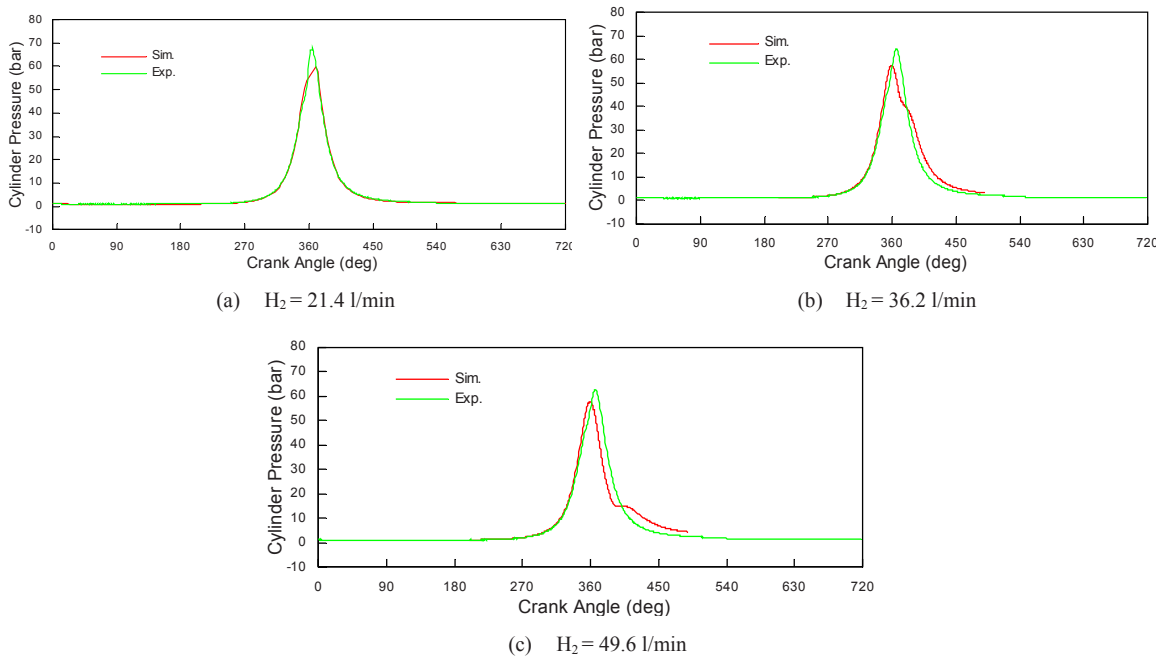 80
70
60
50
40
30
20
10
0
-10
Cylinder Pressure (bar)
Sim.
Exp.
0 90 180 270 360 450 540 630 720
Crank Angle (deg)
(a) H₂ = 21.4 l/min
80
70
60
50
40
30
20
10
0
-10
Cylinder Pressure (bar)
Sim.
Exp.
0 90 180 270 360 450 540 630 720
Crank Angle (deg)
(b) H₂ = 36.2 l/min
80
70
60
50
40
30
20
10
0
-10
Cylinder Pressure (bar)
Sim.
Exp.
0 90 180 270 360 450 540 630 720
Crank Angle (deg)
(c) H₂ = 49.6 l/min